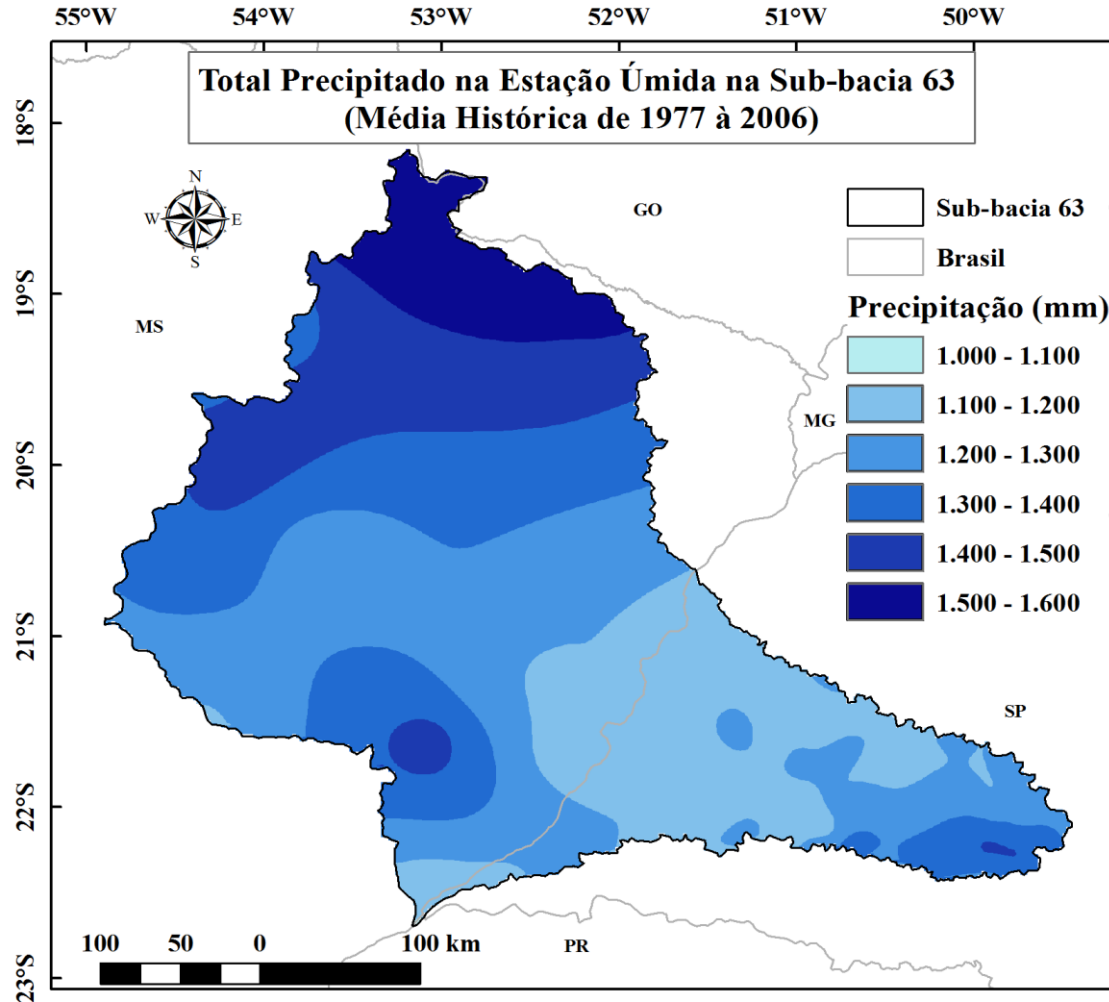 55°W 54°W 53°W 52°W 51°W 50°W
Total Precipitado na Estação Úmida na Sub-bacia 63
(Média Histórica de 1977 à 2006)
18°S
19°S
20°S
21°S
22°S
23°S
N
W E
S
GO
MS
MG
SP
PR
Sub-bacia 63
Brasil
Precipitação (mm)
1.000 - 1.100
1.100 - 1.200
1.200 - 1.300
1.300 - 1.400
1.400 - 1.500
1.500 - 1.600
100 50 0 100 km